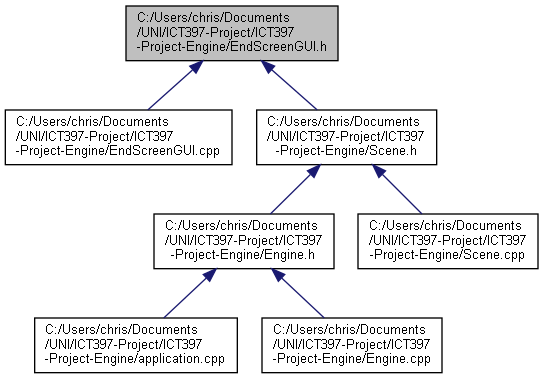 C:/Users/chris/Documents
/UNI/ICT397-Project/ICT397
-Project-Engine/EndScreenGUI.h
C:/Users/chris/Documents
/UNI/ICT397-Project/ICT397
-Project-Engine/EndScreenGUI.cpp
C:/Users/chris/Documents
/UNI/ICT397-Project/ICT397
-Project-Engine/Scene.h
C:/Users/chris/Documents
/UNI/ICT397-Project/ICT397
-Project-Engine/Engine.h
C:/Users/chris/Documents
/UNI/ICT397-Project/ICT397
-Project-Engine/Scene.cpp
C:/Users/chris/Documents
/UNI/ICT397-Project/ICT397
-Project-Engine/application.cpp
C:/Users/chris/Documents
/UNI/ICT397-Project/ICT397
-Project-Engine/Engine.cpp